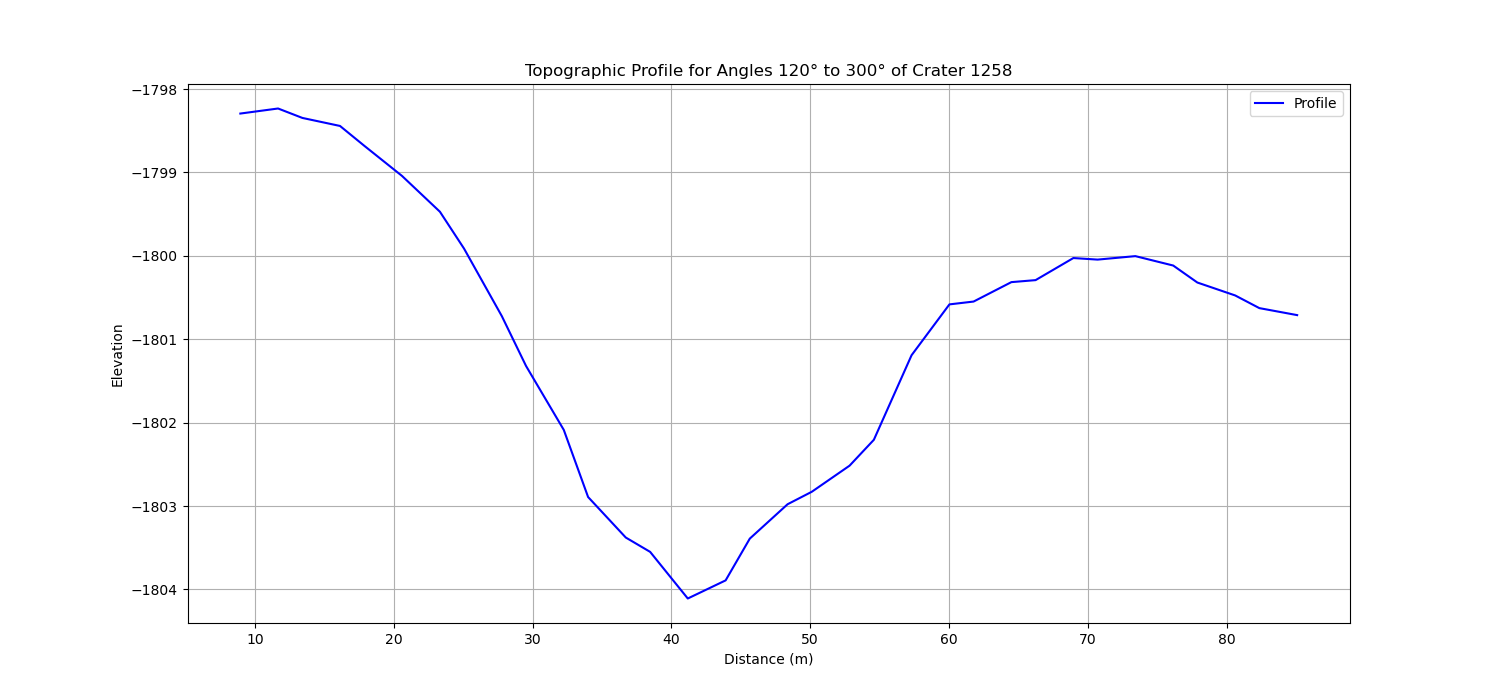 Topographic Profile for Angles 120° to 300° of Crater 1258
Profile
−1798
−1799
−1800
−1801
−1802
−1803
−1804
Elevation
10 20 30 40 50 60 70 80
Distance (m)